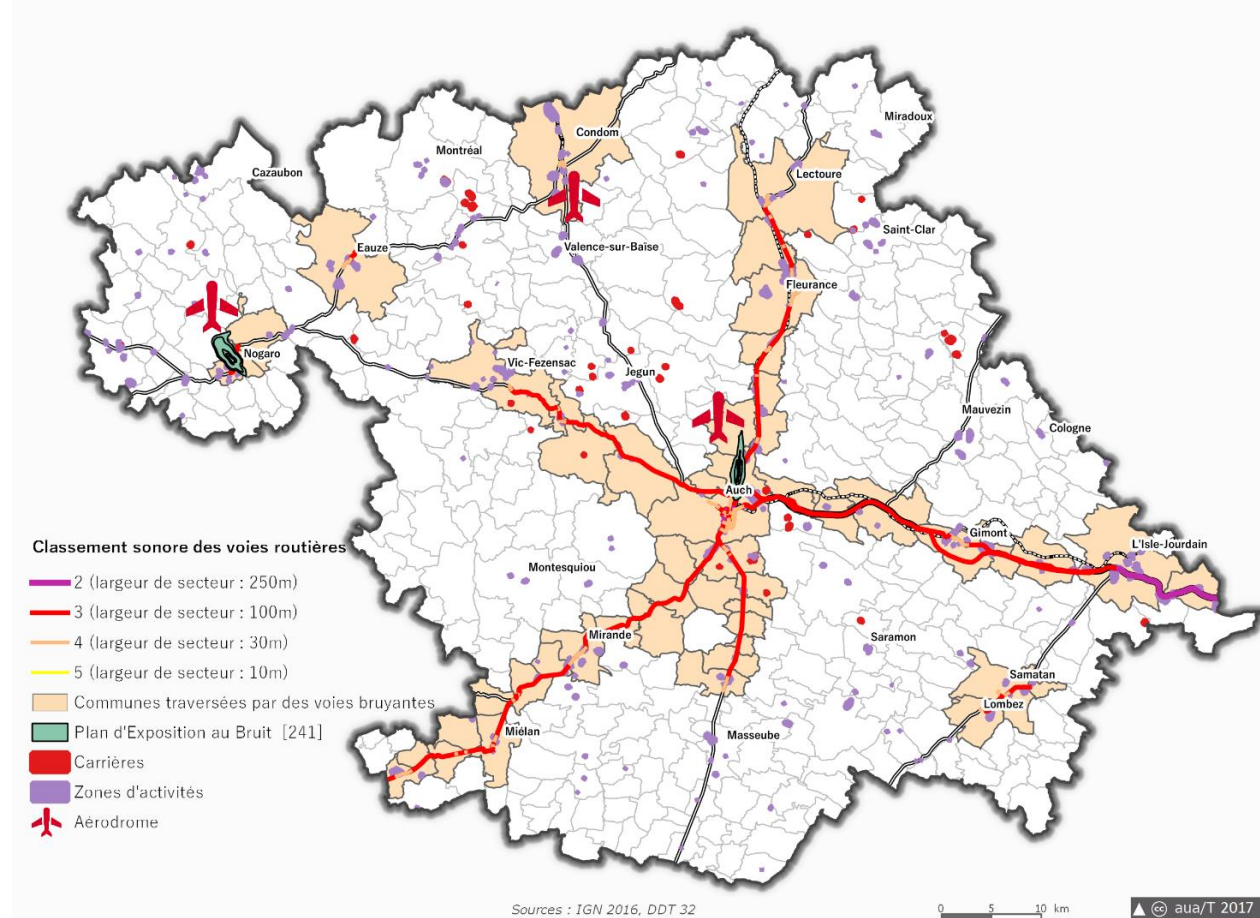 Miradoux
Condom
Montréal
Cazaubon
Lectoure
Saint-Clar
Eauze
Valence-sur-Baïse
Fleurance
Nogaro
Vic-Fezensac
Jegun
Mauvezin
Cologne
Auch
Gimont
L'Isle-Jourdain
Montesquiou
Mirande
Saramon
Samatan
Lombez
Miélan
Masseube
Classement sonore des voies routières
2 (largeur de secteur : 250m)
3 (largeur de secteur : 100m)
4 (largeur de secteur : 30m)
5 (largeur de secteur : 10m)
Communes traversées par des voies bruyantes
Plan d'Exposition au Bruit [241]
Carrières
Zones d'activités
Aérodrome
Sources : IGN 2016, DDT 32
0 5 10 km
cc aua/T 2017